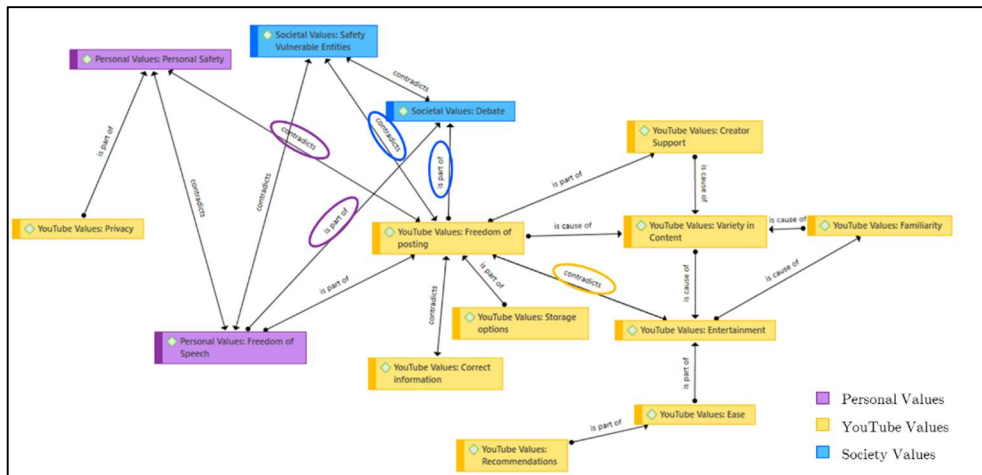 Societal Values: Safety
Vulnerable Entities
Personal Values: Personal Safety
contradicts
Societal Values: Debate
YouTube Values: Creator
Support
contradicts
contradicts
is part of
is part of
is part of
is cause of
contradicts
contradicts
is part of
YouTube Values: Privacy
YouTube Values: Freedom of
posting
is cause of
YouTube Values: Variety in
Content
is cause of
YouTube Values: Familiarity
is part of
contradicts
is part of
is cause of
is cause of
contradicts
YouTube Values: Storage
options
YouTube Values: Entertainment
Personal Values: Freedom of
Speech
YouTube Values: Correct
information
is part of
Personal Values
YouTube Values: Ease
YouTube Values
is part of
YouTube Values:
Recommendations
Society Values